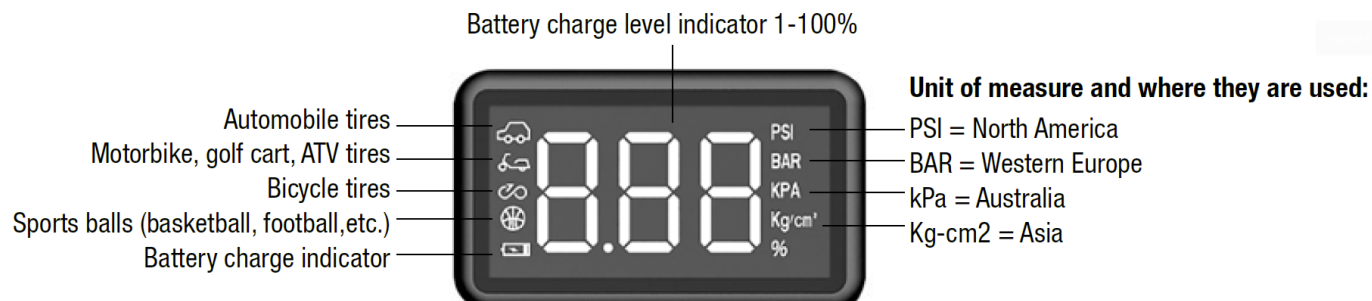 Battery charge level indicator 1-100%
Automobile tires
Motorbike, golf cart, ATV tires
Bicycle tires
Sports balls (basketball, football,etc.)
Battery charge indicator
8.88
PSI
BAR
KPA
Kg/cm²
%
Unit of measure and where they are used:
PSI = North America
BAR = Western Europe
kPa = Australia
Kg-cm2 = Asia